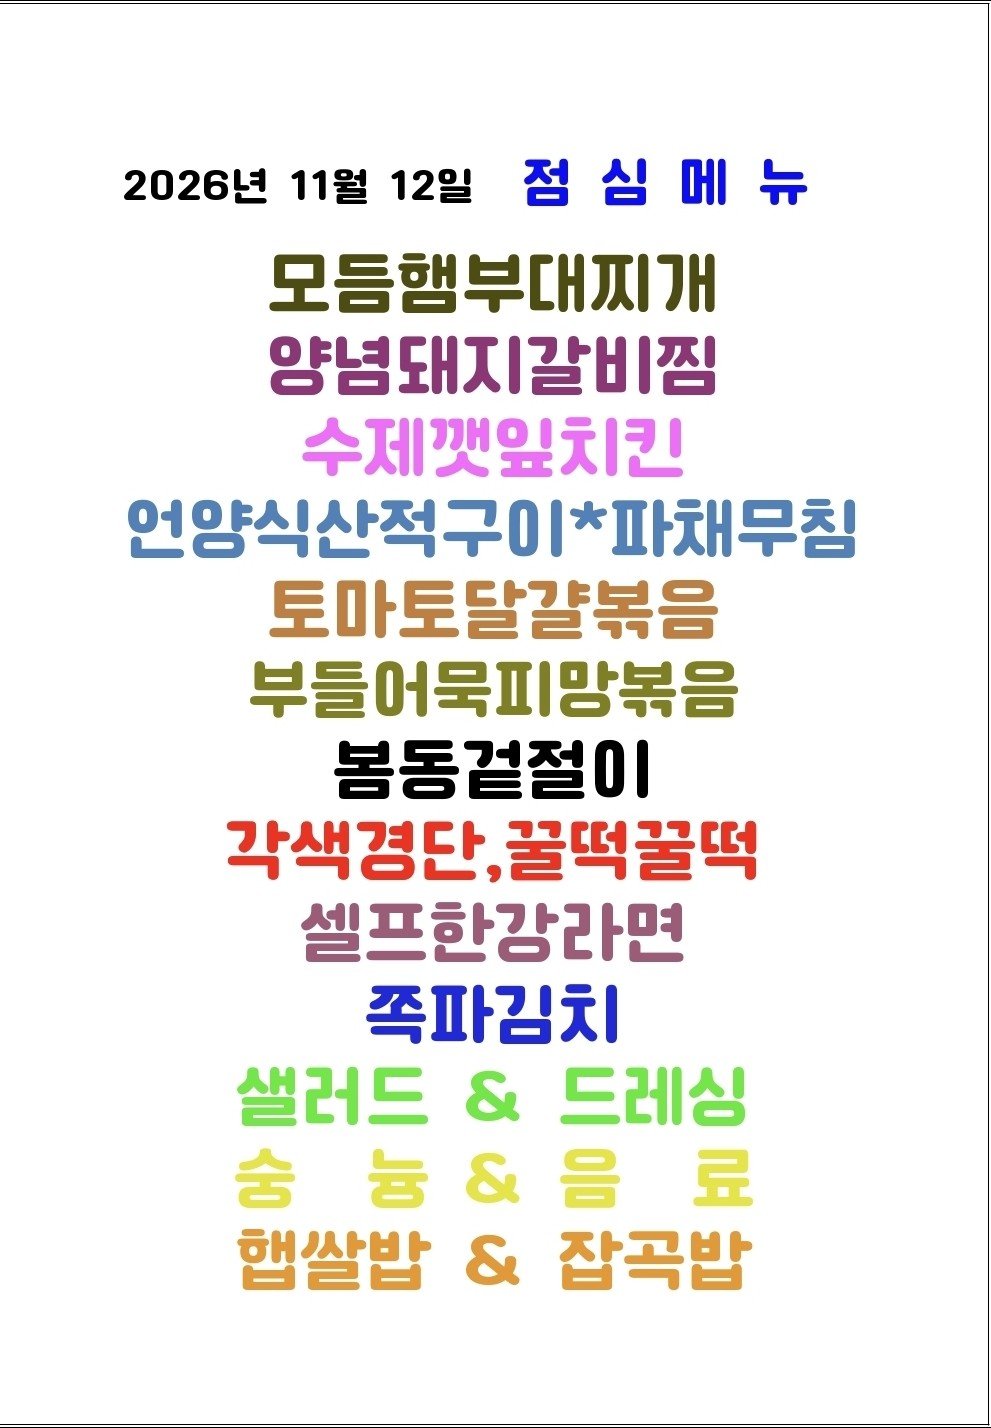 2026년 11월 12일 점 심 메 뉴
모듬햄부대찌개
양념돼지갈비찜
수제깻잎치킨
언양식산적구이*파채무침
토마토달걀볶음
부들어묵피망볶음
봄동겉절이
각색경단,꿀떡꿀떡
셀프한강라면
쪽파김치
샐러드 & 드레싱
숭 늉 & 음 료
햅쌀밥 & 잡곡밥